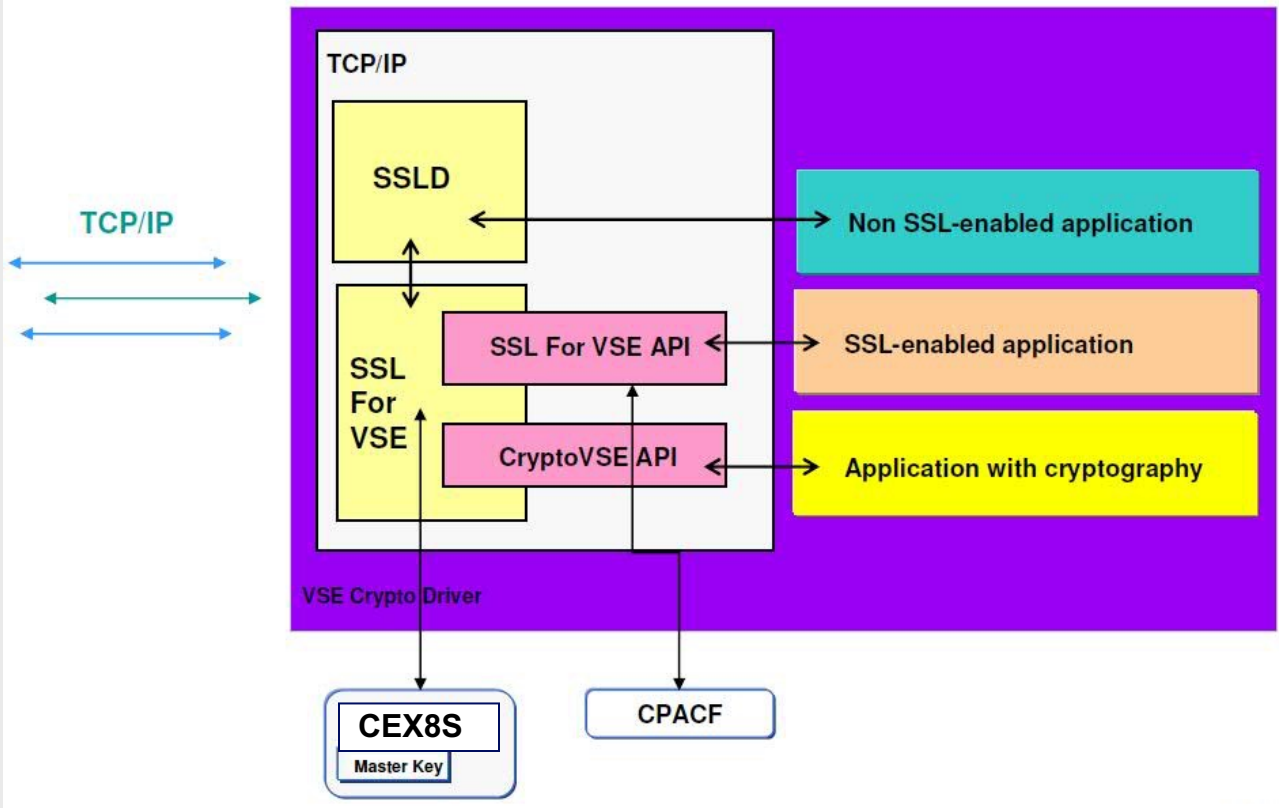 TCP/IP
TCP/IP
SSLD
Non SSL-enabled application
SSL For VSE API
SSL-enabled application
SSL
For
VSE
CryptoVSE API
Application with cryptography
VSE Crypto Driver
CEX8S
Master Key
CPACF